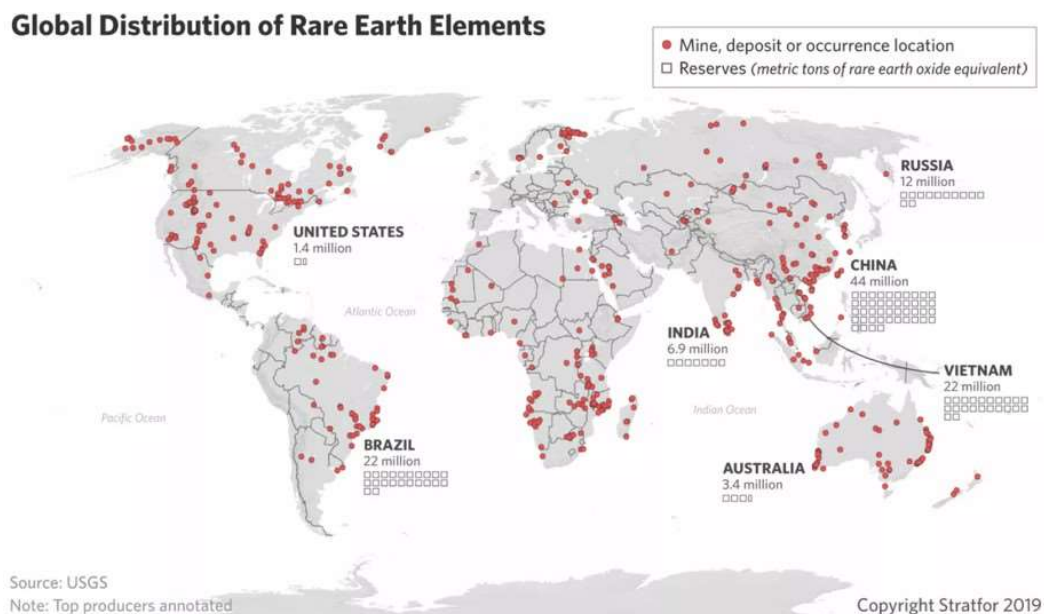 Global Distribution of Rare Earth Elements
Mine, deposit or occurrence location
Reserves (metric tons of rare earth oxide equivalent)
RUSSIA
12 million
UNITED STATES
1.4 million
CHINA
44 million
Atlantic Ocean
INDIA
6.9 million
VIETNAM
22 million
Pacific Ocean
Indian Ocean
BRAZIL
22 million
AUSTRALIA
3.4 million
Source: USGS
Note: Top producers annotated
Copyright Stratfor 2019